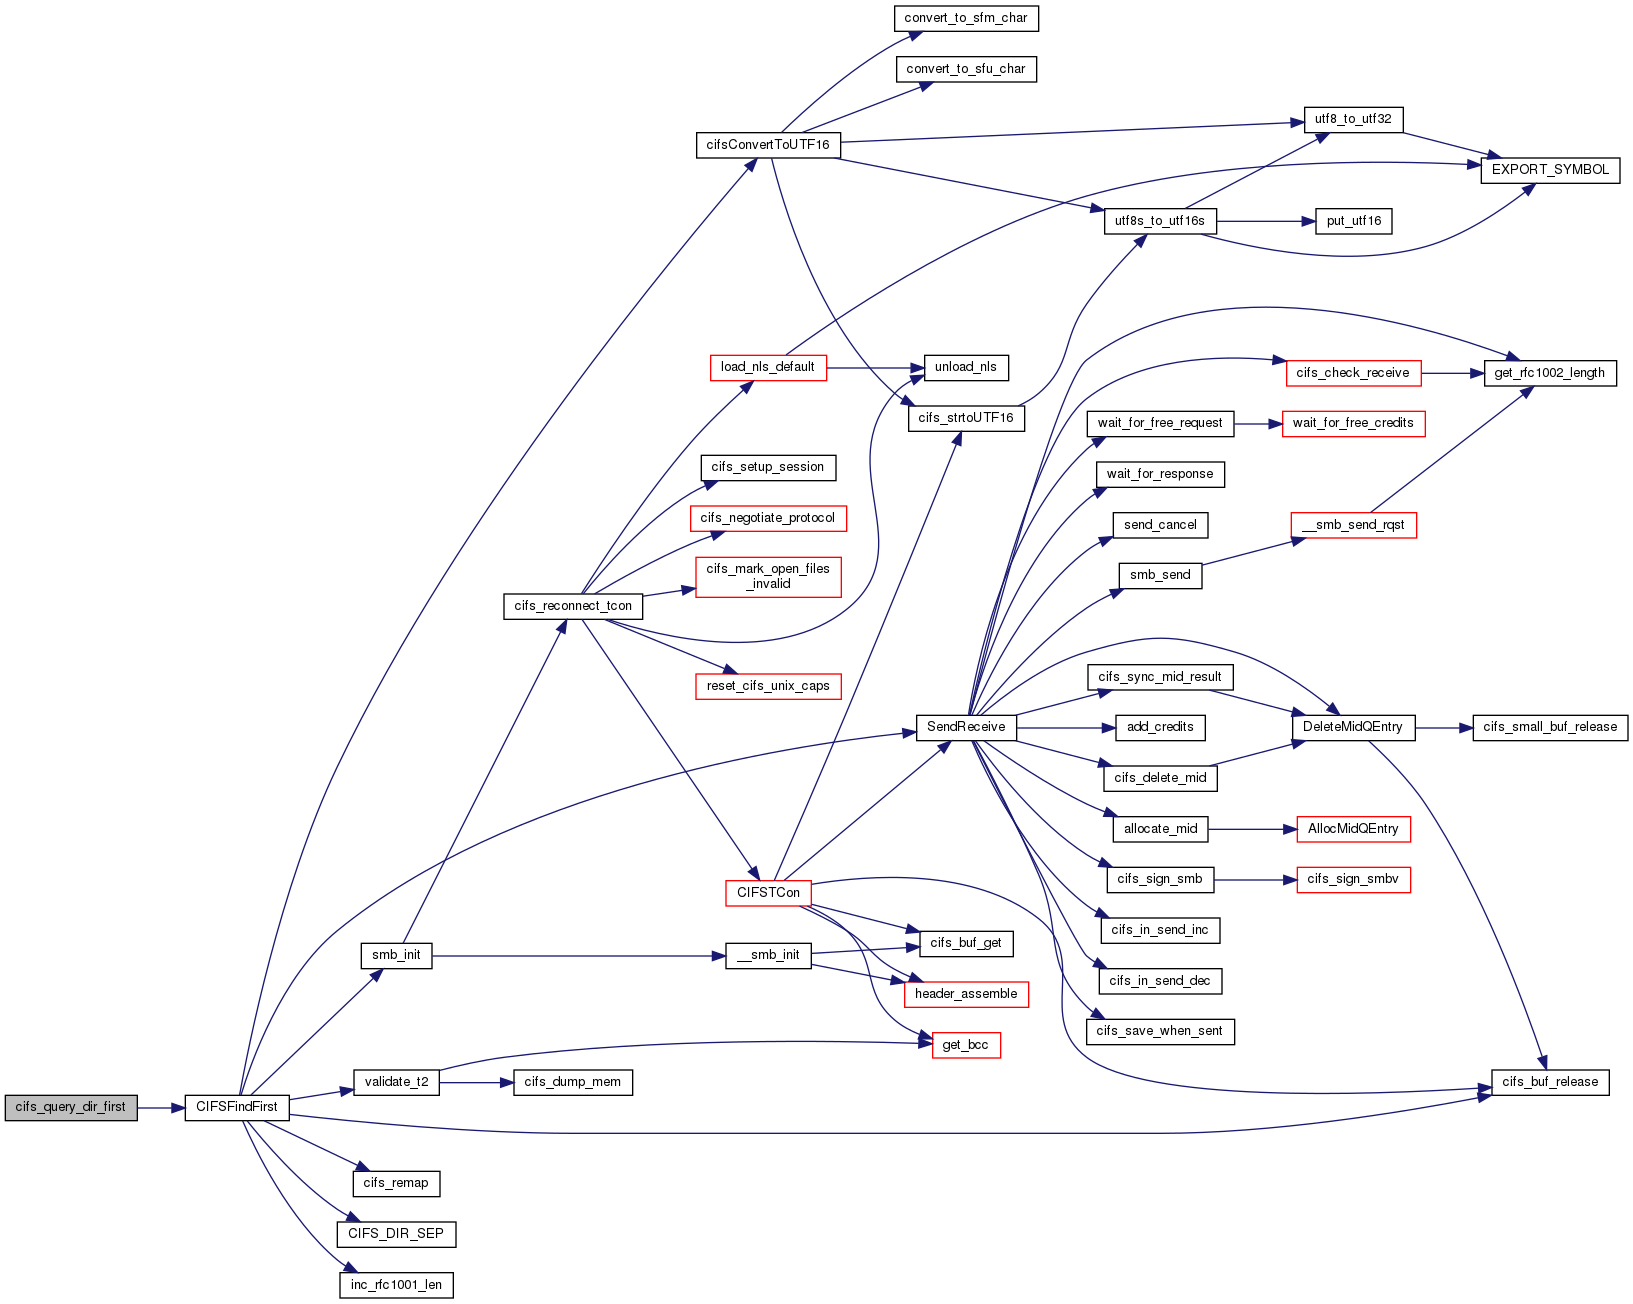 convert_to_sfm_char
convert_to_sfu_char
utf8_to_utf32
cifsConvertToUTF16
EXPORT_SYMBOL
utf8s_to_utf16s
put_utf16
load_nls_default
unload_nls
cifs_check_receive
get_rfc1002_length
cifs_strtoUTF16
wait_for_free_request
wait_for_free_credits
cifs_setup_session
wait_for_response
cifs_negotiate_protocol
send_cancel
__smb_send_rqst
cifs_mark_open_files
_invalid
smb_send
cifs_reconnect_tcon
cifs_sync_mid_result
reset_cifs_unix_caps
SendReceive
add_credits
DeleteMidQEntry
cifs_small_buf_release
cifs_delete_mid
allocate_mid
AllocMidQEntry
CIFSTCon
cifs_sign_smb
cifs_sign_smbv
cifs_in_send_inc
smb_init
__smb_init
cifs_buf_get
cifs_in_send_dec
header_assemble
cifs_save_when_sent
get_bcc
validate_t2
cifs_dump_mem
cifs_buf_release
cifs_query_dir_first
CIFSFindFirst
cifs_remap
CIFS_DIR_SEP
inc_rfc1001_len